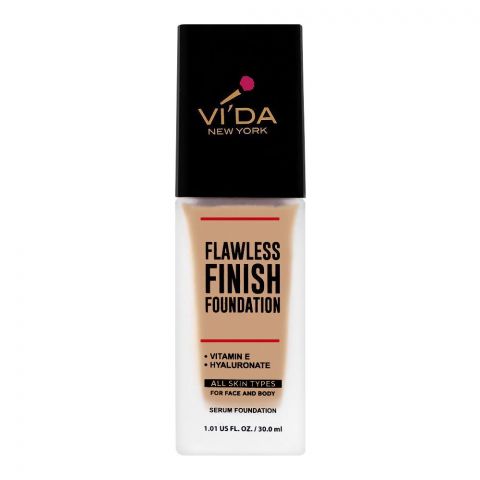 VI'DA
NEW YORK
FLAWLESS
FINISH
FOUNDATION
• VITAMIN E
• HYALURONATE
ALL SKIN TYPES
FOR FACE AND BODY
SERUM FOUNDATION
1.01 US FL. OZ. / 30.0 ml